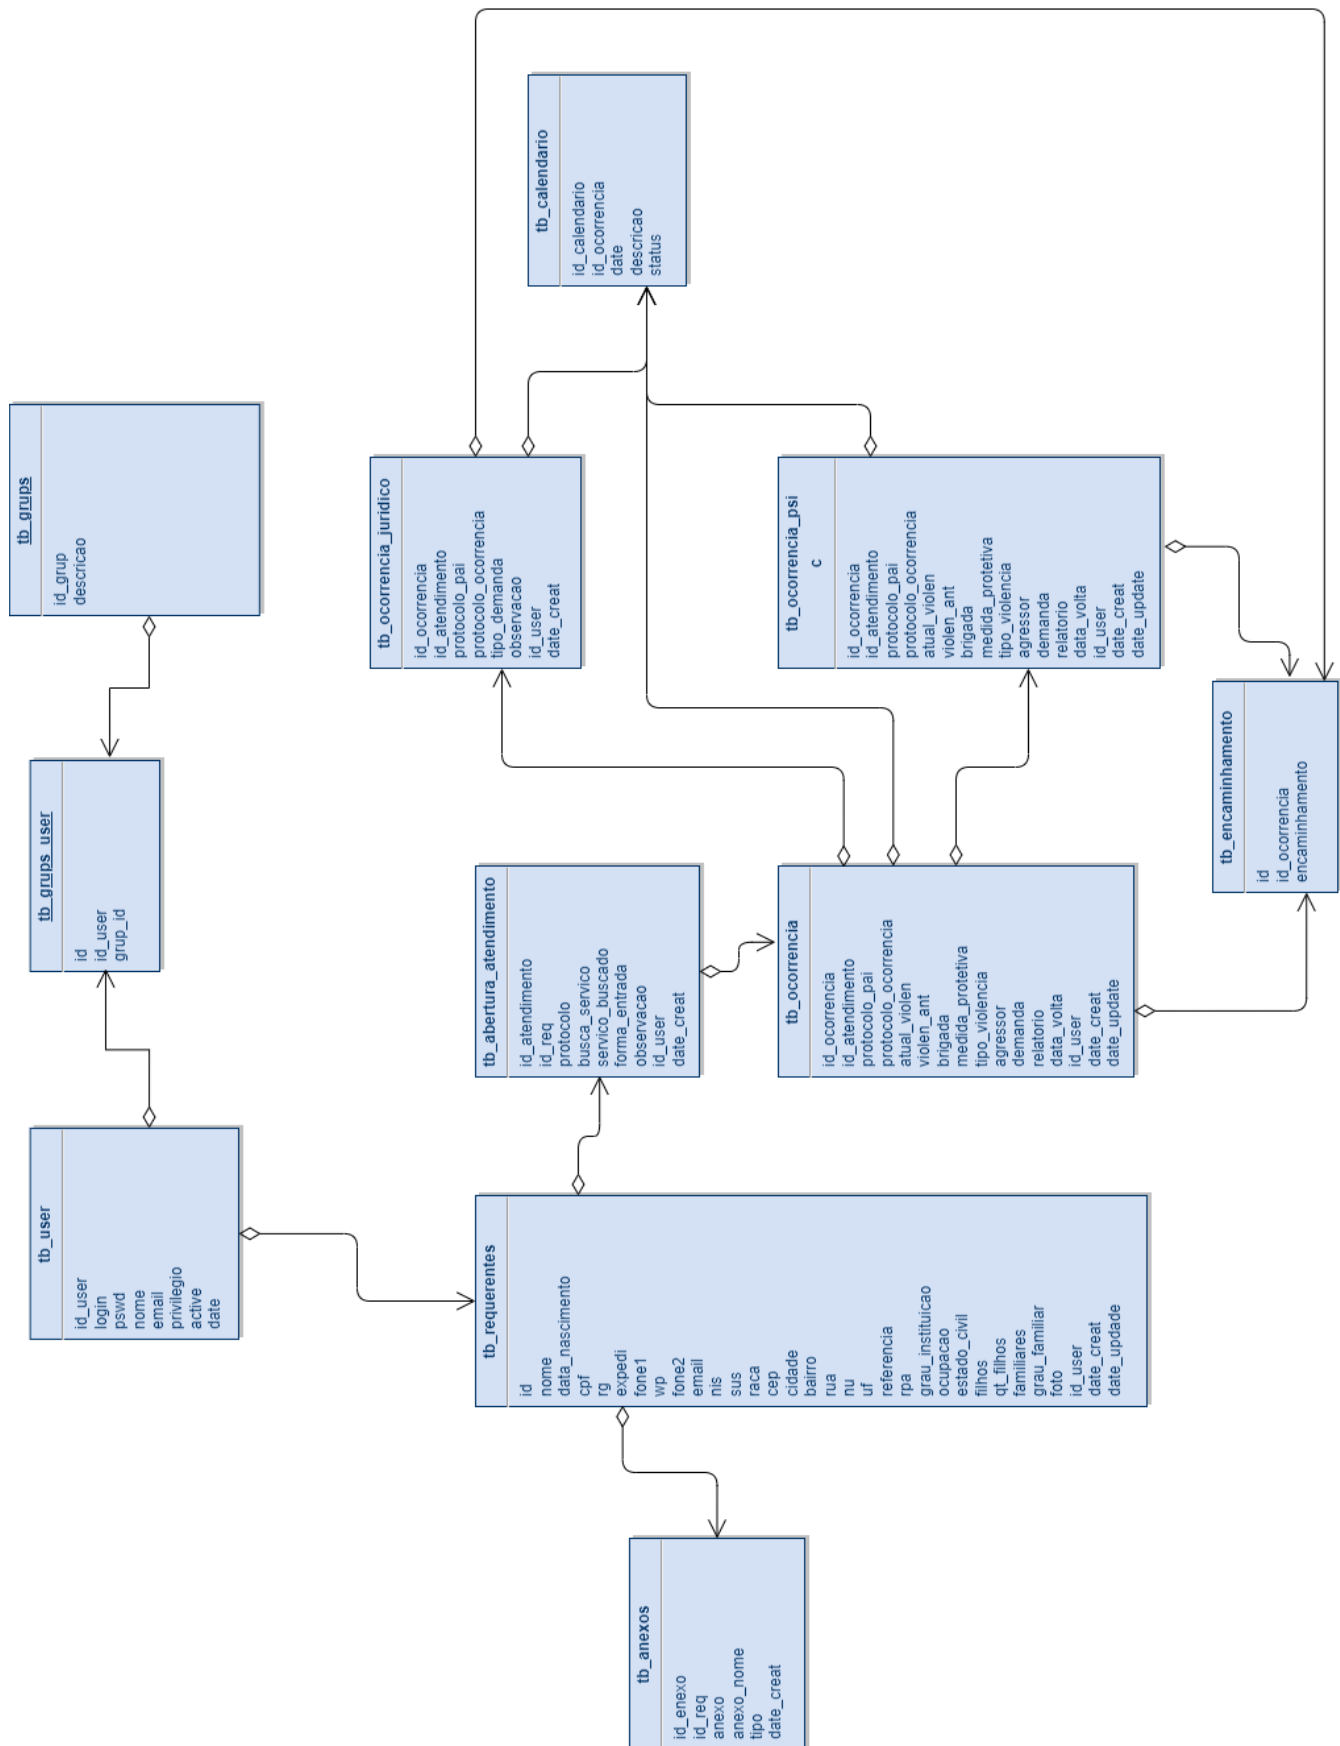 tb_anexos
id_enexo
id_req
anexo
anexo_nome
tipo
date_creat
tb_user
id_user
login
pswd
nome
email
privilegio
active
date
tb_requerentes
id
nome
data_nascimento
cpf
rg
expedi
fone1
wp
fone2
email
nis
sus
raca
cep
cidade
bairro
rua
nu
uf
referencia
rpa
grau_instituicao
ocupacao
estado_civil
filhos
qt_filhos
familiares
grau_familiar
foto
id_user
date_creat
date_updade
tb_grups_user
id
id_user
grup_id
tb_abertura_atendimento
id_atendimento
id_req
protocolo
busca_servico
servico_buscado
forma_entrada
observacao
id_user
date_creat
tb_ocorrencia
id_ocorrencia
id_atendimento
protocolo_pai
protocolo_ocorrencia
atual_violen
violen_ant
brigada
medida_protetiva
tipo_violencia
agressor
demanda
relatorio
data_volta
id_user
date_creat
date_update
tb_encaminhamento
id
id_ocorrencia
encaminhamento
tb_grups
id_grup
descricao
tb_ocorrencia_juridico
id_ocorrencia
id_atendimento
protocolo_pai
protocolo_ocorrencia
tipo_demanda
observacao
id_user
date_creat
tb_ocorrencia_psi
c
id_ocorrencia
id_atendimento
protocolo_pai
protocolo_ocorrencia
atual_violen
violen_ant
brigada
medida_protetiva
tipo_violencia
agressor
demanda
relatorio
data_volta
id_user
date_creat
date_update
tb_calendario
id_calendario
id_ocorrencia
date
descricao
status